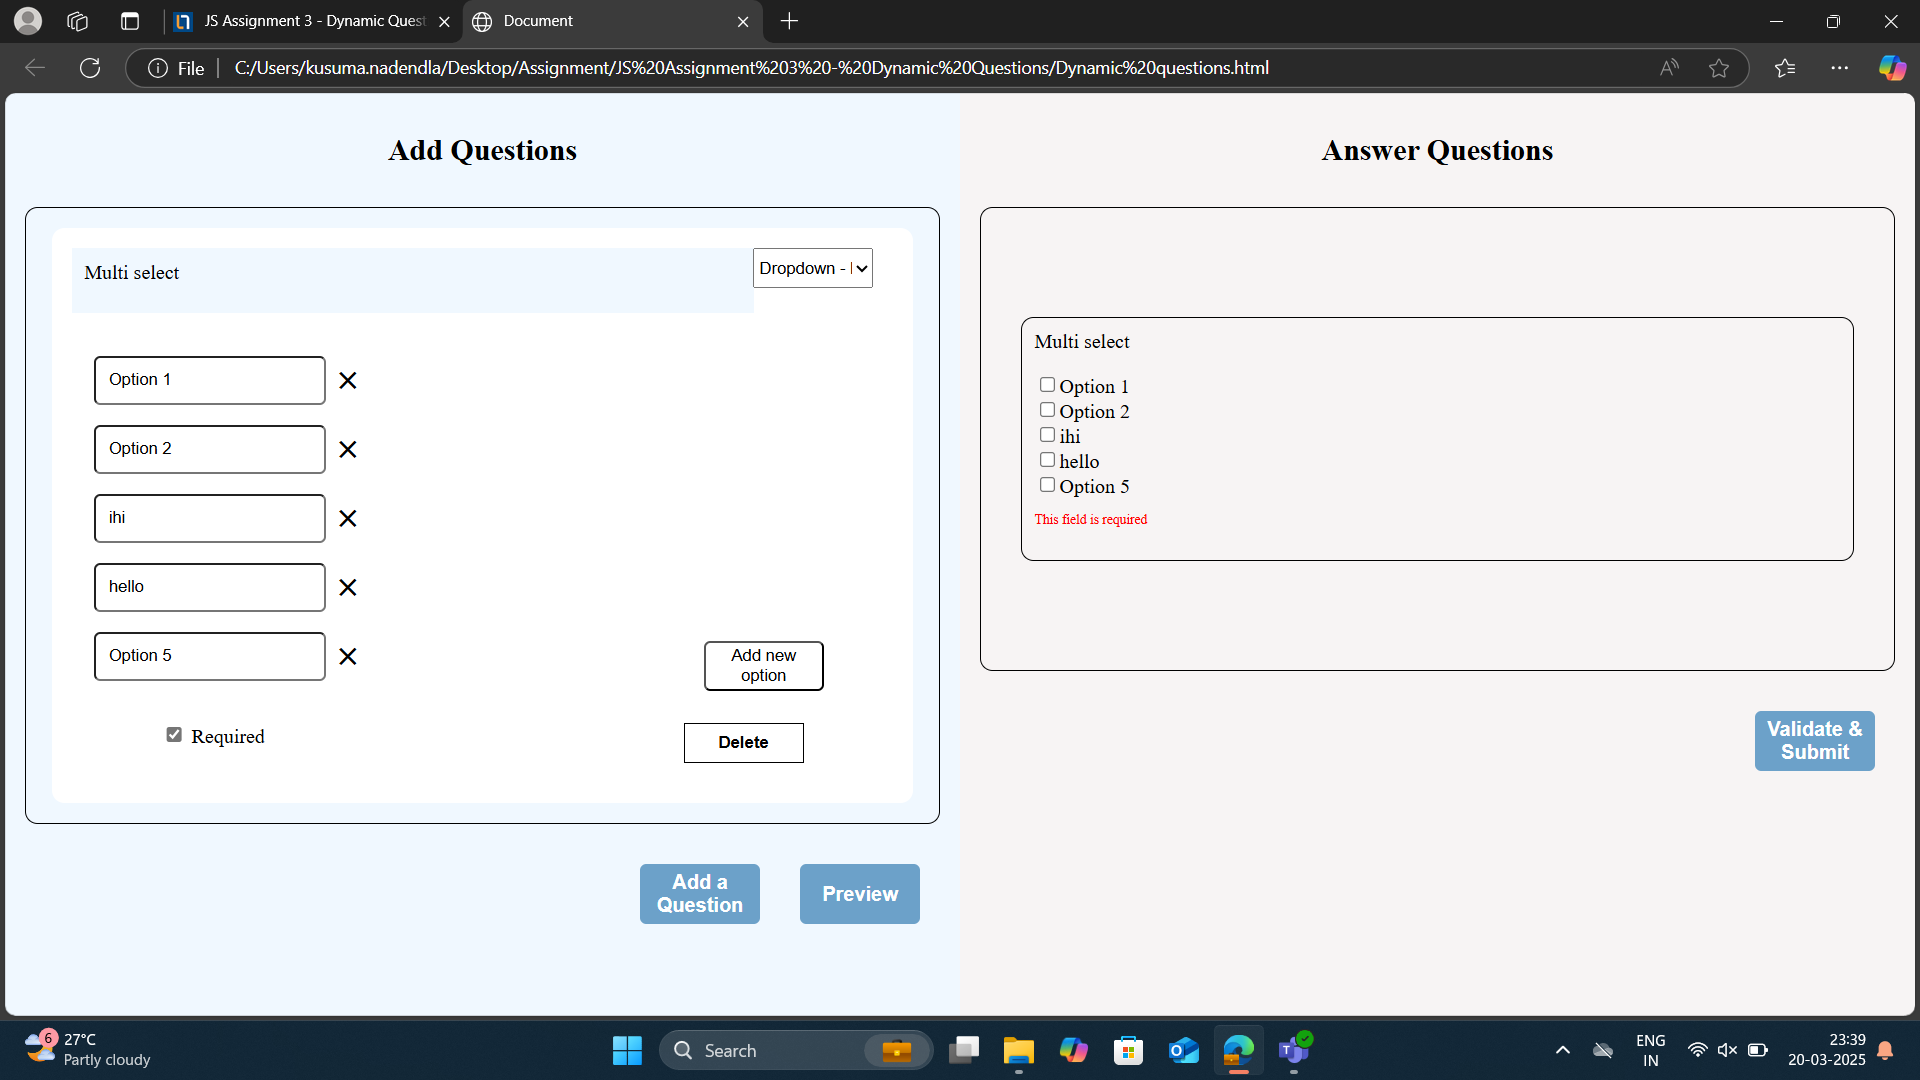 JS Assignment 3 - Dynamic Quest
Document
File
C:/Users/kusuma.nadendla/Desktop/Assignment/JS%20Assignment%203%20-%20Dynamic%20Questions/Dynamic%20questions.html
Add Questions
Multi select
Dropdown -
Option 1
Option 2
ihi
hello
Option 5
Add new
option
Required
Delete
Add a
Question
Preview
Answer Questions
Multi select
Option 1
Option 2
ihi
hello
Option 5
This field is required
Validate &
Submit
6
27°C
Partly cloudy
Search
ENG
IN
23:39
20-03-2025